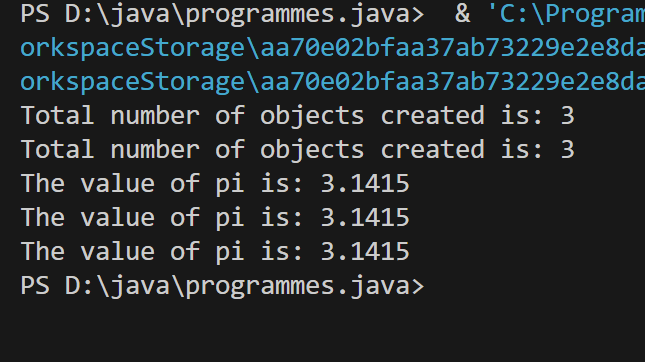 PS D:\java\programmes.java>  & 'C:\Program
orkspaceStorage\aa70e02bfaa37ab73229e2e8da
orkspaceStorage\aa70e02bfaa37ab73229e2e8da
Total number of objects created is: 3
Total number of objects created is: 3
The value of pi is: 3.1415
The value of pi is: 3.1415
The value of pi is: 3.1415
PS D:\java\programmes.java>